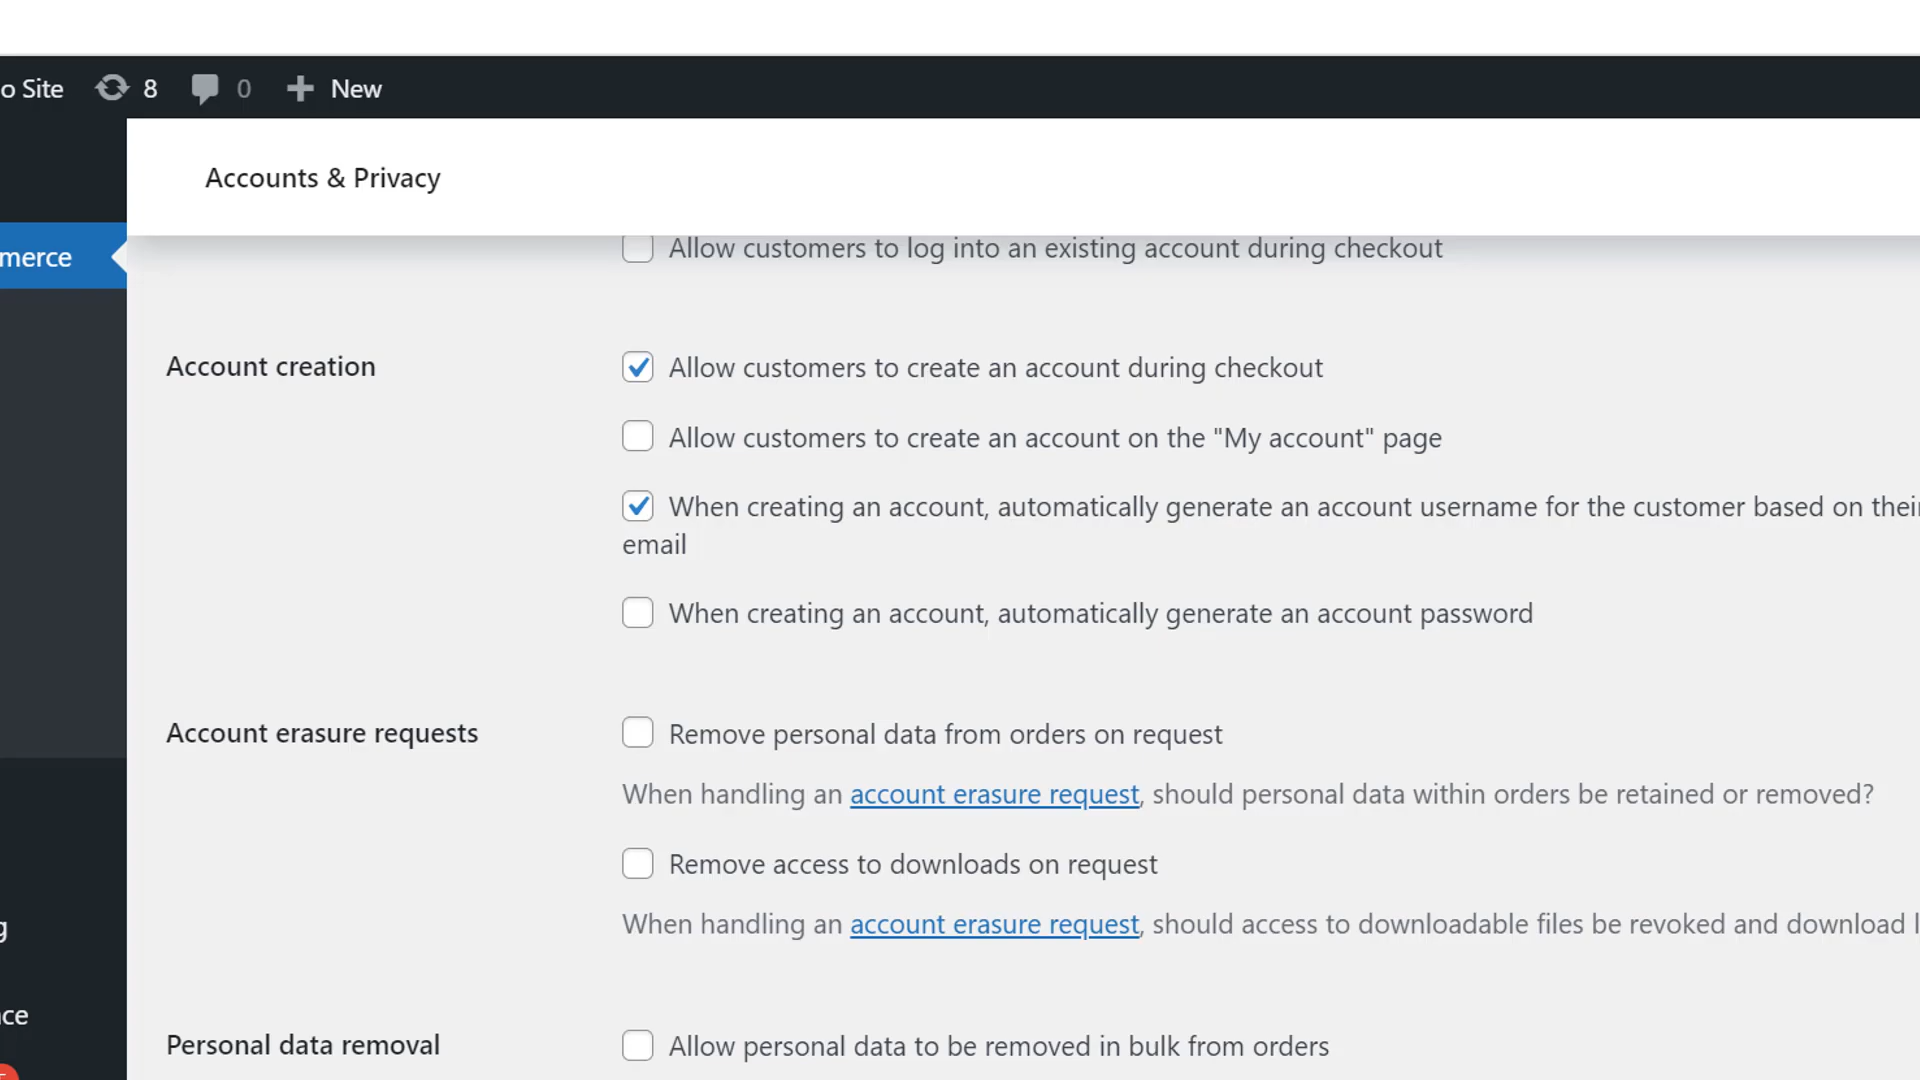 o Site 8 0 New
Accounts & Privacy
merce
Allow customers to log into an existing account during checkout
Account creation
Allow customers to create an account during checkout
Allow customers to create an account on the "My account" page
When creating an account, automatically generate an account username for the customer based on their
email
When creating an account, automatically generate an account password
Account erasure requests
Remove personal data from orders on request
When handling an account erasure request, should personal data within orders be retained or removed?
Remove access to downloads on request
When handling an account erasure request, should access to downloadable files be revoked and download l
g
ce
Personal data removal
Allow personal data to be removed in bulk from orders